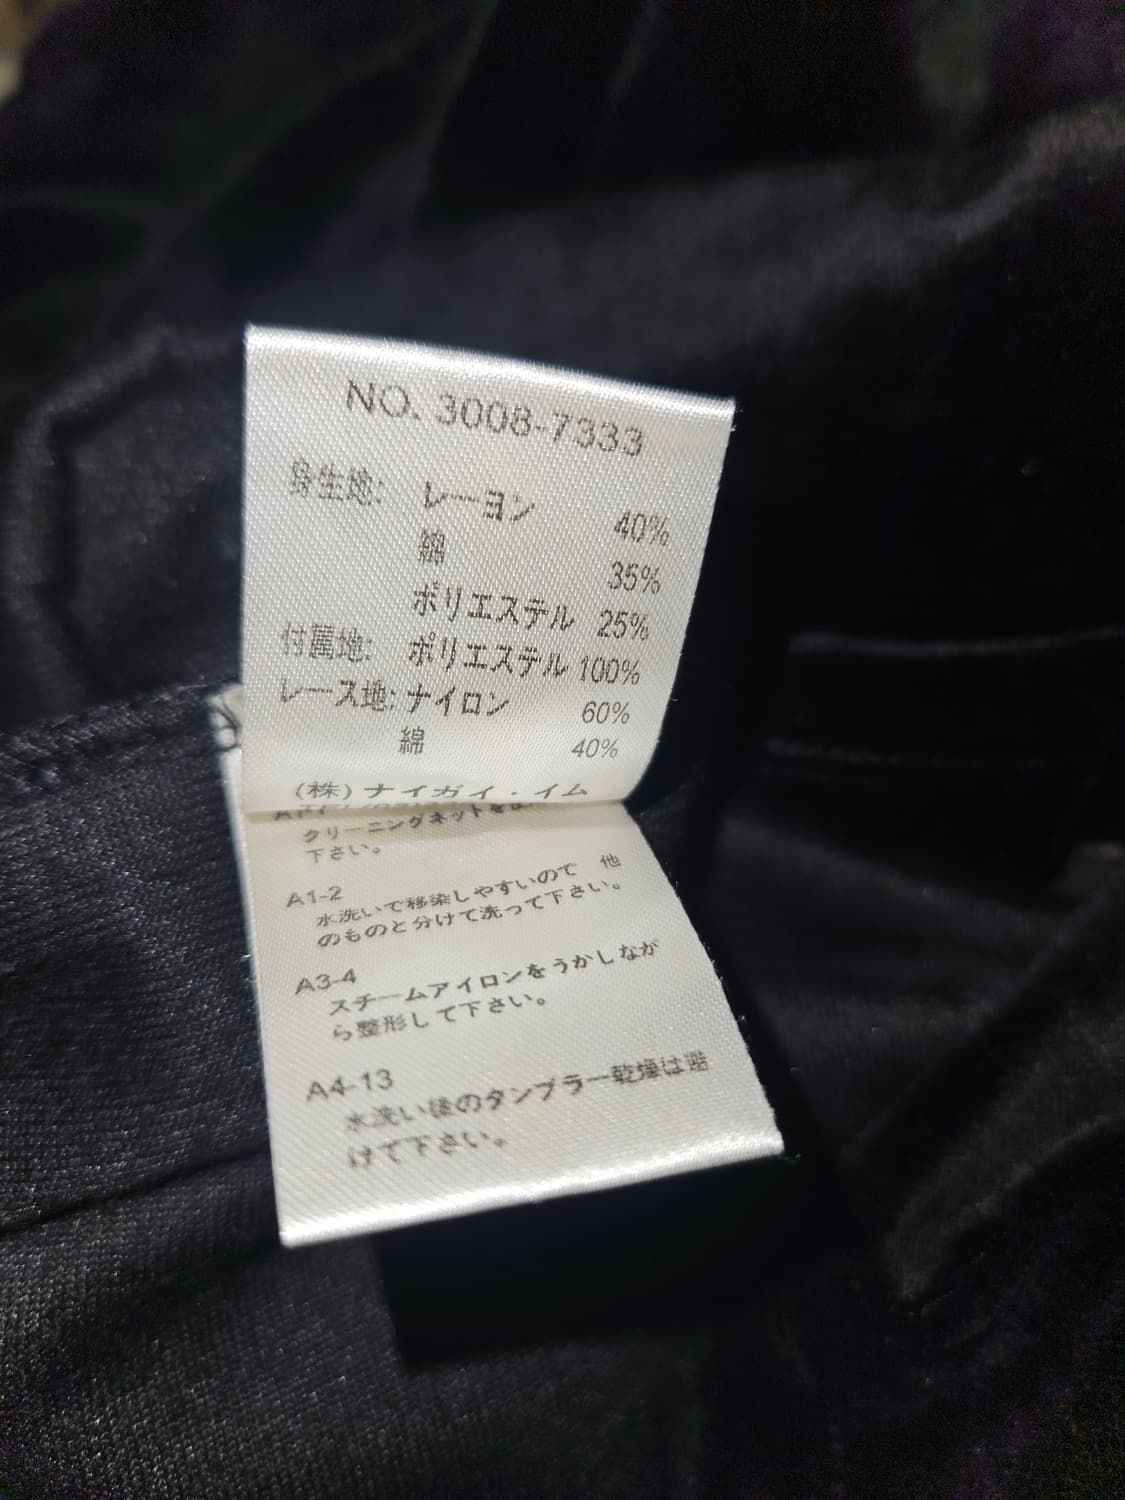 NO. 3008-7333
身生地: レーヨン 40%
綿 35%
ポリエステル 25%
付属地: ポリエステル 100%
レース地: ナイロン 60%
綿 40%
(株)ナイガイ・イム
クリーニングネットを
下さい。
A1-2
水洗いで移染しやすいので 他
のものと分けて洗って下さい。
A3-4
スチームアイロンをうかしなが
ら整形して下さい。
A4-13
水洗い後のタンブラー乾燥は避
けて下さい。